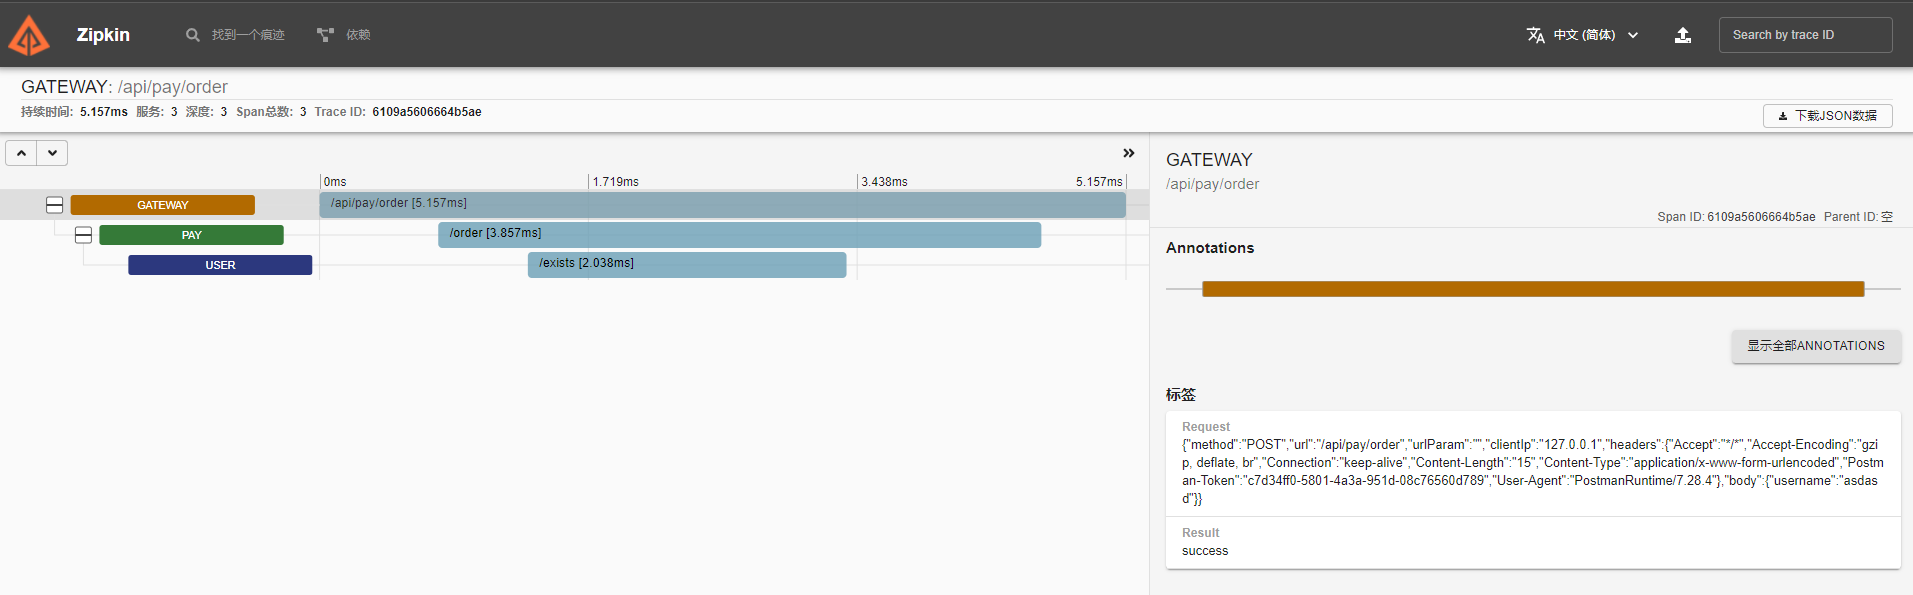 Zipkin 找到一个痕迹 依赖 中文 (简体) Search by trace ID
GATEWAY: /api/pay/order
持续时间: 5.157ms 服务: 3 深度: 3 Span总数: 3 Trace ID: 6109a5606664b5ae
下载JSON数据
0ms 1.719ms 3.438ms 5.157ms
GATEWAY /api/pay/order [5.157ms]
PAY /order [3.857ms]
USER /exists [2.038ms]
GATEWAY
/api/pay/order
Span ID: 6109a5606664b5ae Parent ID: 空
Annotations
显示全部ANNOTATIONS
标签
Request
{"method":"POST","url":"/api/pay/order","urlParam":"","clientIp":"127.0.0.1","headers":{"Accept":"*/*","Accept-Encoding":"gzi
p, deflate, br","Connection":"keep-alive","Content-Length":"15","Content-Type":"application/x-www-form-urlencoded","Postm
an-Token":"c7d34ff0-5801-4a3a-951d-08c76560d789","User-Agent":"PostmanRuntime/7.28.4"},"body":{"username":"asdas
d"}}
Result
success